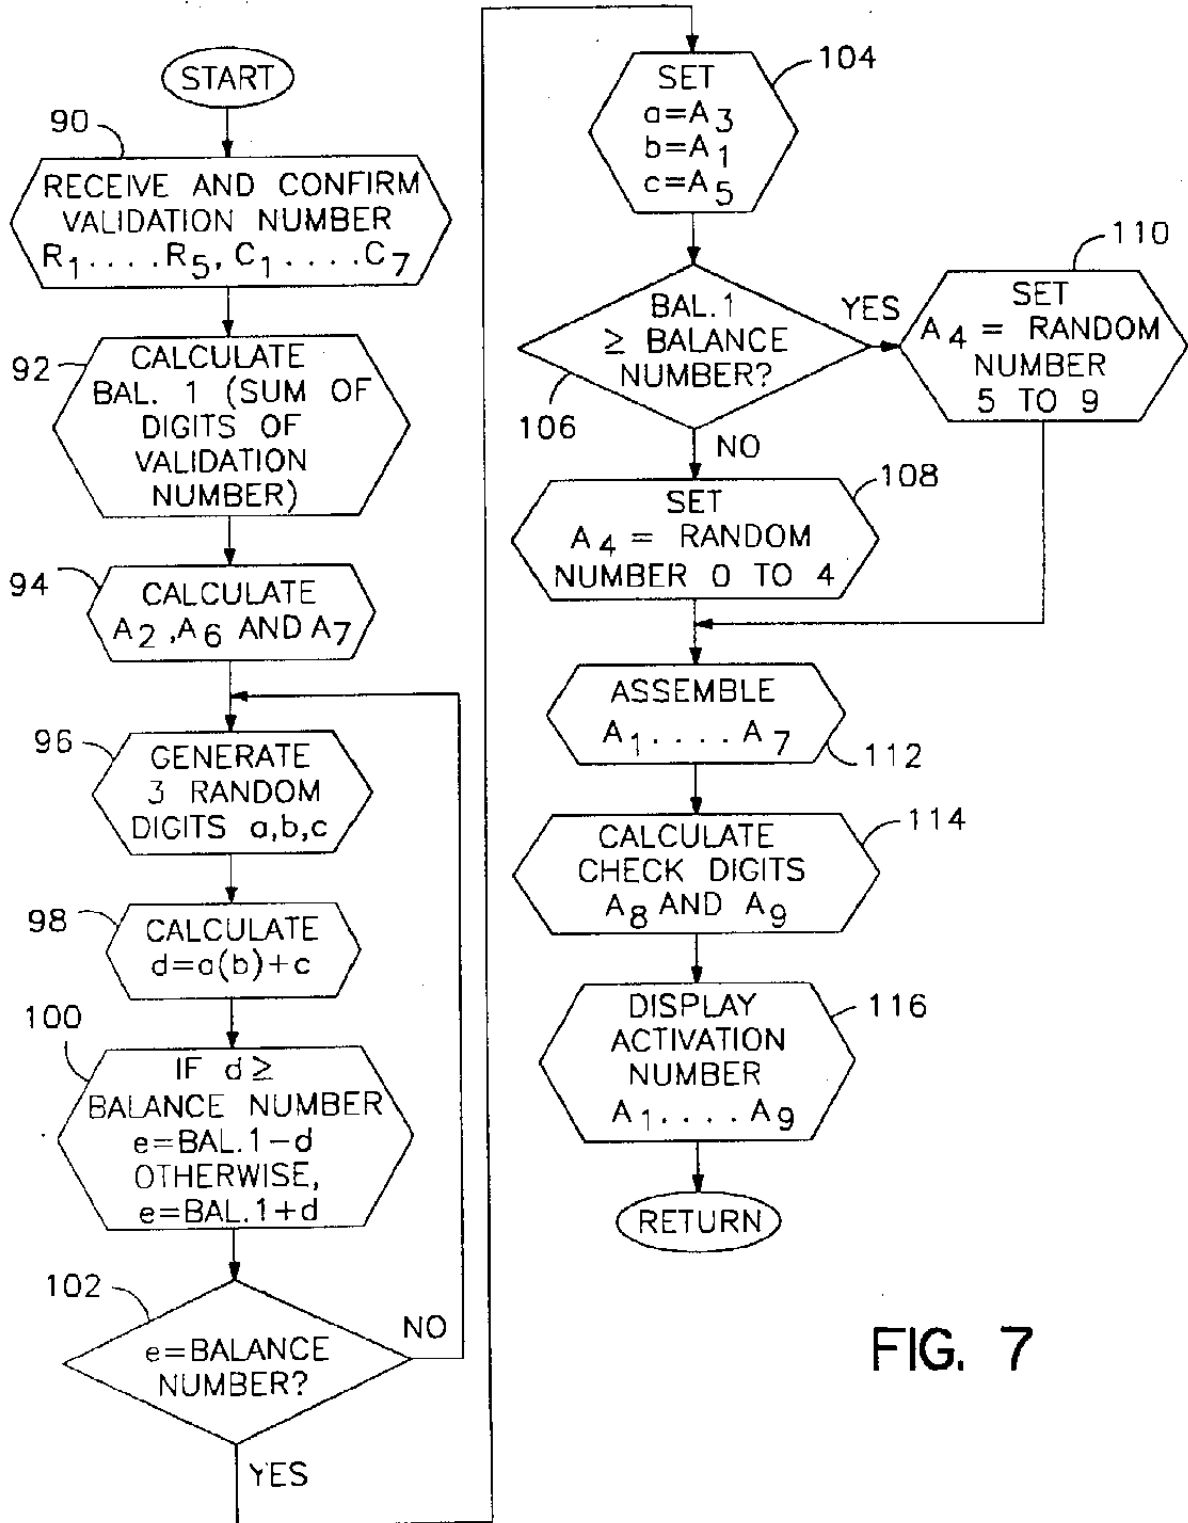 START
90
RECEIVE AND CONFIRM
VALIDATION NUMBER
R1....R5, C1....C7
92
CALCULATE
BAL. 1 (SUM OF
DIGITS OF
VALIDATION
NUMBER)
94
CALCULATE
A2 ,A6 AND A7
96
GENERATE
3 RANDOM
DIGITS a,b,c
98
CALCULATE
d=a(b)+c
100
IF d≥
BALANCE NUMBER
e=BAL.1-d
OTHERWISE,
e=BAL.1+d
102
e=BALANCE
NUMBER?
NO
YES
104
SET
a=A3
b=A1
c=A5
BAL.1
≥ BALANCE
NUMBER?
106
YES
NO
110
SET
A4 = RANDOM
NUMBER
5 TO 9
108
SET
A4 = RANDOM
NUMBER 0 TO 4
ASSEMBLE
A1....A7
112
114
CALCULATE
CHECK DIGITS
A8 AND A9
116
DISPLAY
ACTIVATION
NUMBER
A1....A9
RETURN
FIG. 7